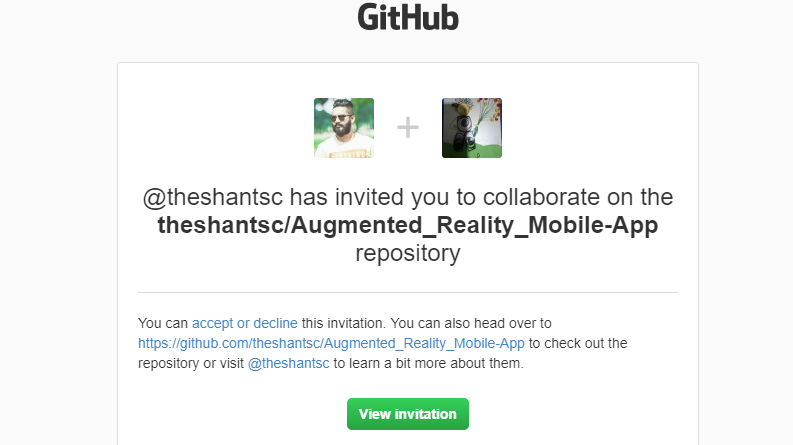 GitHub
@theshantsc has invited you to collaborate on the
theshantsc/Augmented_Reality_Mobile-App
repository
You can accept or decline this invitation. You can also head over to
https://github.com/theshantsc/Augmented_Reality_Mobile-App to check out the
repository or visit @theshantsc to learn a bit more about them.
View invitation